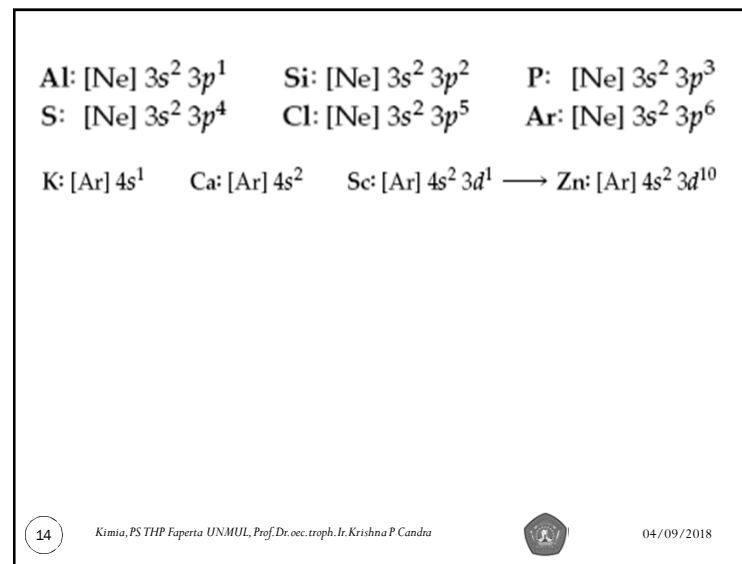 Al: [Ne] 3s² 3p¹ Si: [Ne] 3s² 3p² P: [Ne] 3s² 3p³
S: [Ne] 3s² 3p⁴ Cl: [Ne] 3s² 3p⁵ Ar: [Ne] 3s² 3p⁶
K: [Ar] 4s¹ Ca: [Ar] 4s² Sc: [Ar] 4s² 3d¹ ⟶ Zn: [Ar] 4s² 3d¹⁰
14 Kimia, PS THP Faperta UNMUL, Prof.Dr.oec.troph.Ir.Krishna P Candra 04/09/2018